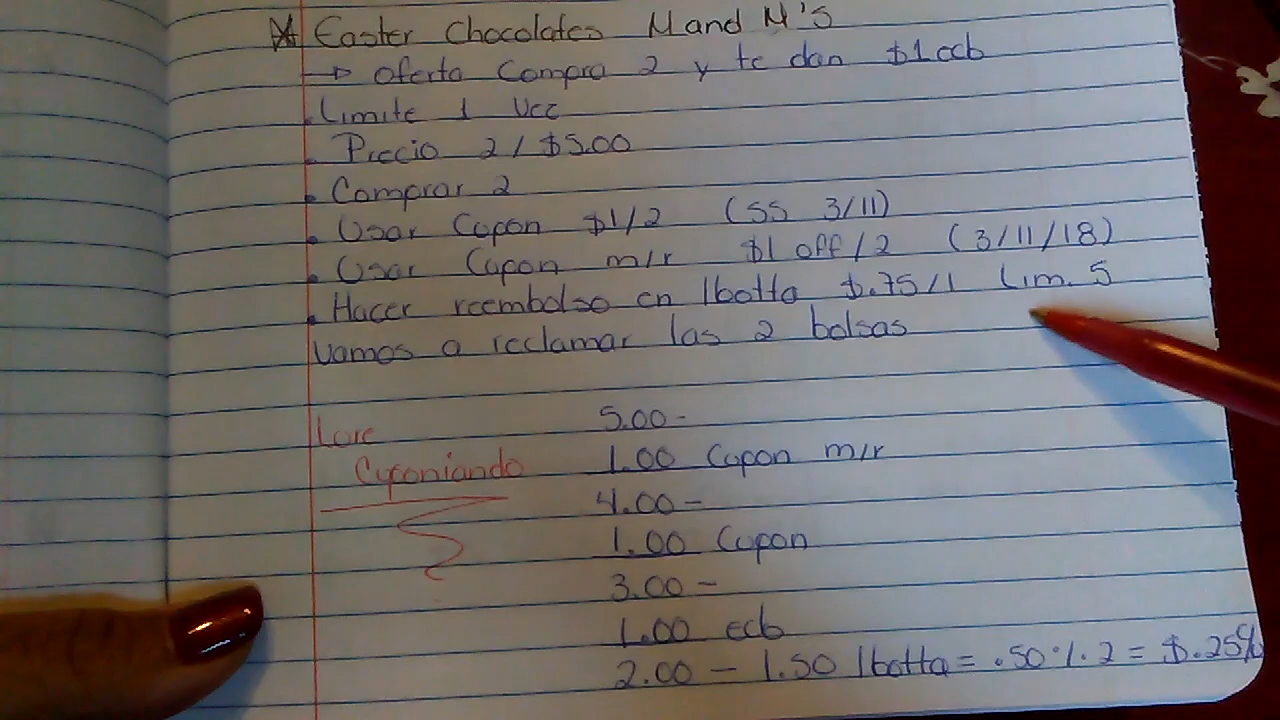 Easter Chocolates M and M's
→ oferta Compra 2 y te dan $1 ecb
. Limite 1 Vez
. Precio 2 / $5.00
. Comprar 2
. Usar Cupon $1/2 (SS 3/11)
. Usar Cupon m/r $1 off/2 (3/11/18)
. Hacer reembolso en Ibotta $.75/1 Lim. 5
vamos a reclamar las 2 bolsas
5.00 -
Lore
1.00 Cupon m/r
Cuponiando
4.00 -
1.00 Cupon
3.00 -
1.00 ecb
2.00 - 1.50 Ibotta = .50 % 2 = $.25 c/u